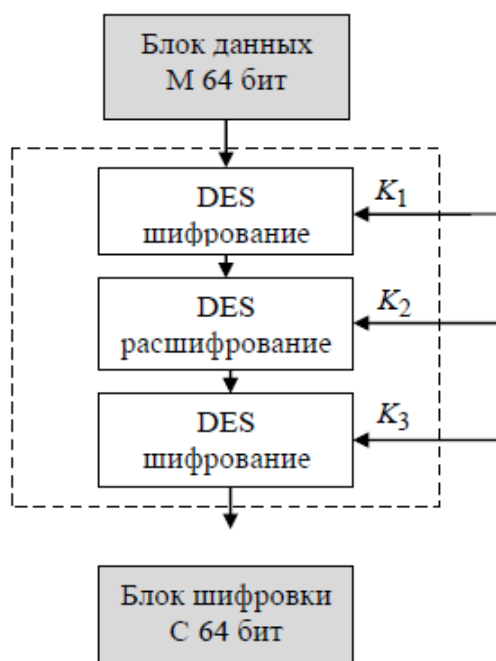 Блок данных
М 64 бит
DES
шифрование
K1
DES
расшифрование
K2
DES
шифрование
K3
Блок шифровки
С 64 бит